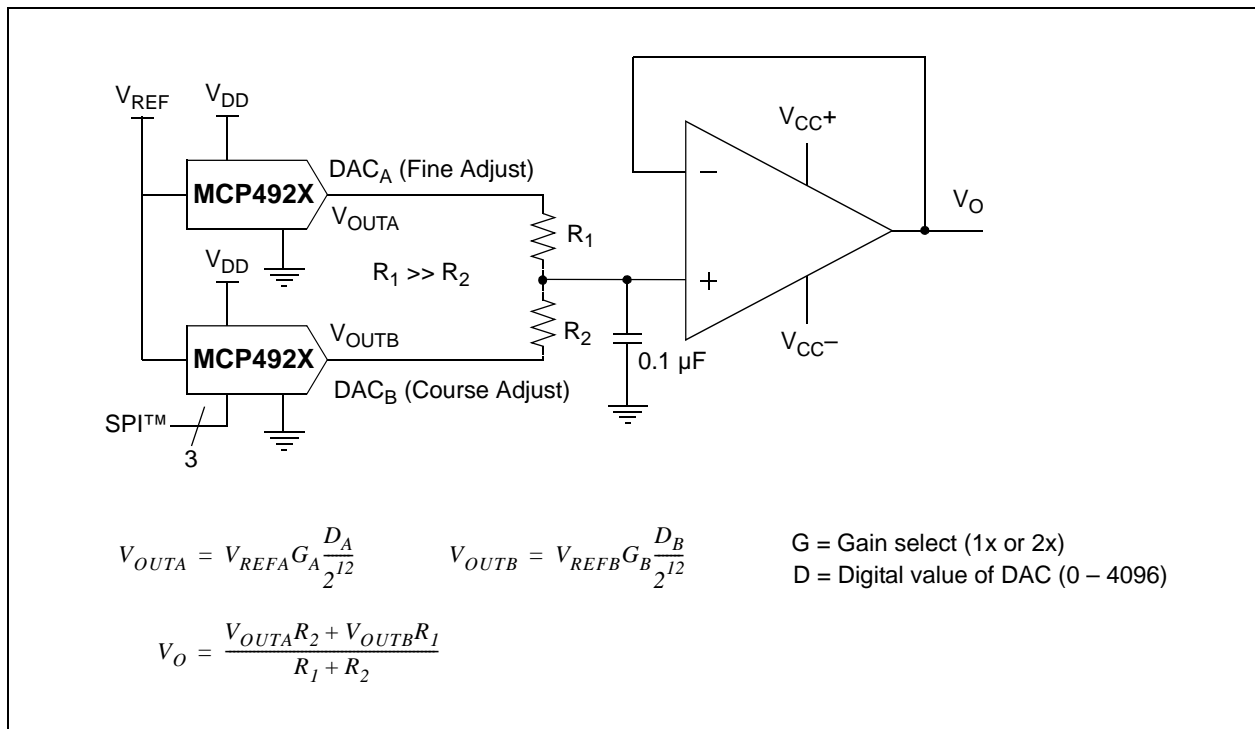 V_REF
V_DD
MCP492X
DAC_A (Fine Adjust)
V_OUTA
V_DD
R_1 >> R_2
R_1
MCP492X
V_OUTB
R_2
DAC_B (Course Adjust)
SPI™
3
0.1 µF
−
+
V_CC+
V_CC−
V_O
V_OUTA = V_REFA G_A D_A / 2^12
V_OUTB = V_REFB G_B D_B / 2^12
G = Gain select (1x or 2x)
D = Digital value of DAC (0 – 4096)
V_O = (V_OUTA R_2 + V_OUTB R_1) / (R_1 + R_2)